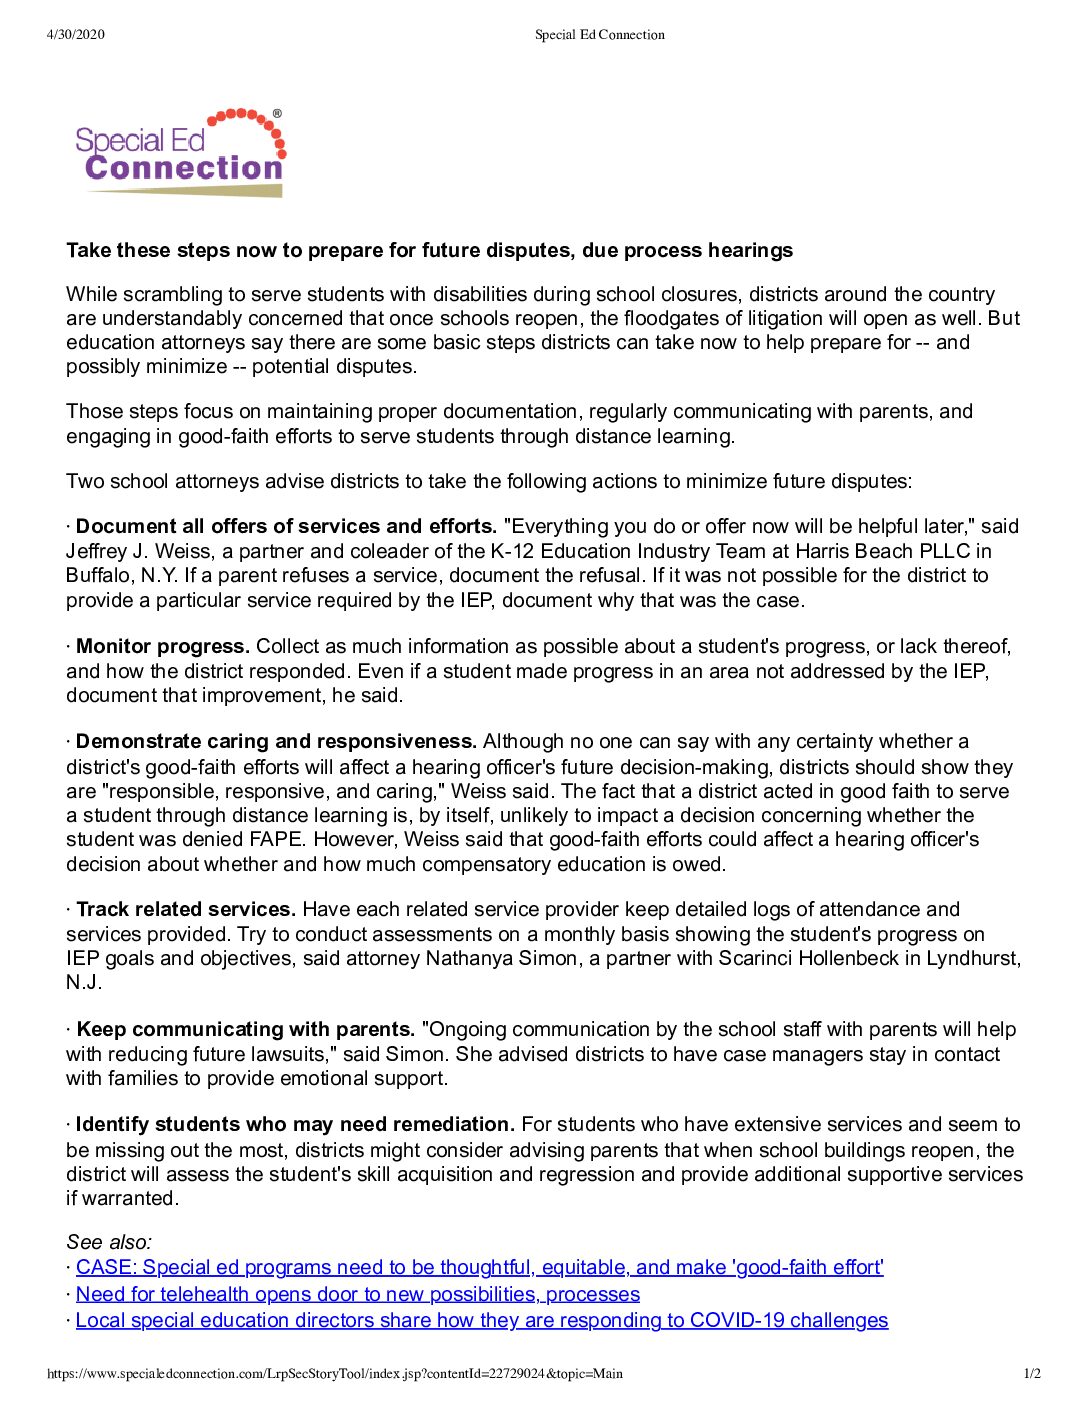 4/30/2020 Special Ed Connection
Special Ed ®
Connection
Take these steps now to prepare for future disputes, due process hearings
While scrambling to serve students with disabilities during school closures, districts around the country
are understandably concerned that once schools reopen, the floodgates of litigation will open as well. But
education attorneys say there are some basic steps districts can take now to help prepare for -- and
possibly minimize -- potential disputes.
Those steps focus on maintaining proper documentation, regularly communicating with parents, and
engaging in good-faith efforts to serve students through distance learning.
Two school attorneys advise districts to take the following actions to minimize future disputes:
· Document all offers of services and efforts. "Everything you do or offer now will be helpful later," said
Jeffrey J. Weiss, a partner and coleader of the K-12 Education Industry Team at Harris Beach PLLC in
Buffalo, N.Y. If a parent refuses a service, document the refusal. If it was not possible for the district to
provide a particular service required by the IEP, document why that was the case.
· Monitor progress. Collect as much information as possible about a student's progress, or lack thereof,
and how the district responded. Even if a student made progress in an area not addressed by the IEP,
document that improvement, he said.
· Demonstrate caring and responsiveness. Although no one can say with any certainty whether a
district's good-faith efforts will affect a hearing officer's future decision-making, districts should show they
are "responsible, responsive, and caring," Weiss said. The fact that a district acted in good faith to serve
a student through distance learning is, by itself, unlikely to impact a decision concerning whether the
student was denied FAPE. However, Weiss said that good-faith efforts could affect a hearing officer's
decision about whether and how much compensatory education is owed.
· Track related services. Have each related service provider keep detailed logs of attendance and
services provided. Try to conduct assessments on a monthly basis showing the student's progress on
IEP goals and objectives, said attorney Nathanya Simon, a partner with Scarinci Hollenbeck in Lyndhurst,
N.J.
· Keep communicating with parents. "Ongoing communication by the school staff with parents will help
with reducing future lawsuits," said Simon. She advised districts to have case managers stay in contact
with families to provide emotional support.
· Identify students who may need remediation. For students who have extensive services and seem to
be missing out the most, districts might consider advising parents that when school buildings reopen, the
district will assess the student's skill acquisition and regression and provide additional supportive services
if warranted.
See also:
· CASE: Special ed programs need to be thoughtful, equitable, and make 'good-faith effort'
· Need for telehealth opens door to new possibilities, processes
· Local special education directors share how they are responding to COVID-19 challenges
https://www.specialedconnection.com/LrpSecStoryTool/index.jsp?contentId=22729024&topic=Main 1/2